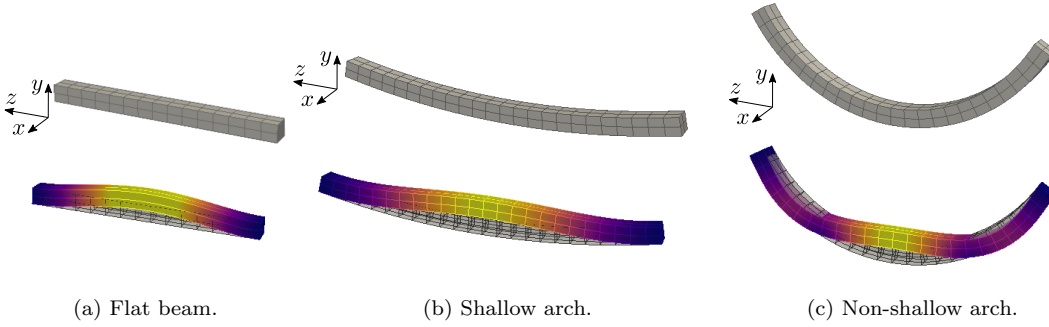 y
z
x
y
z
x
y
z
x
(a) Flat beam.
(b) Shallow arch.
(c) Non-shallow arch.